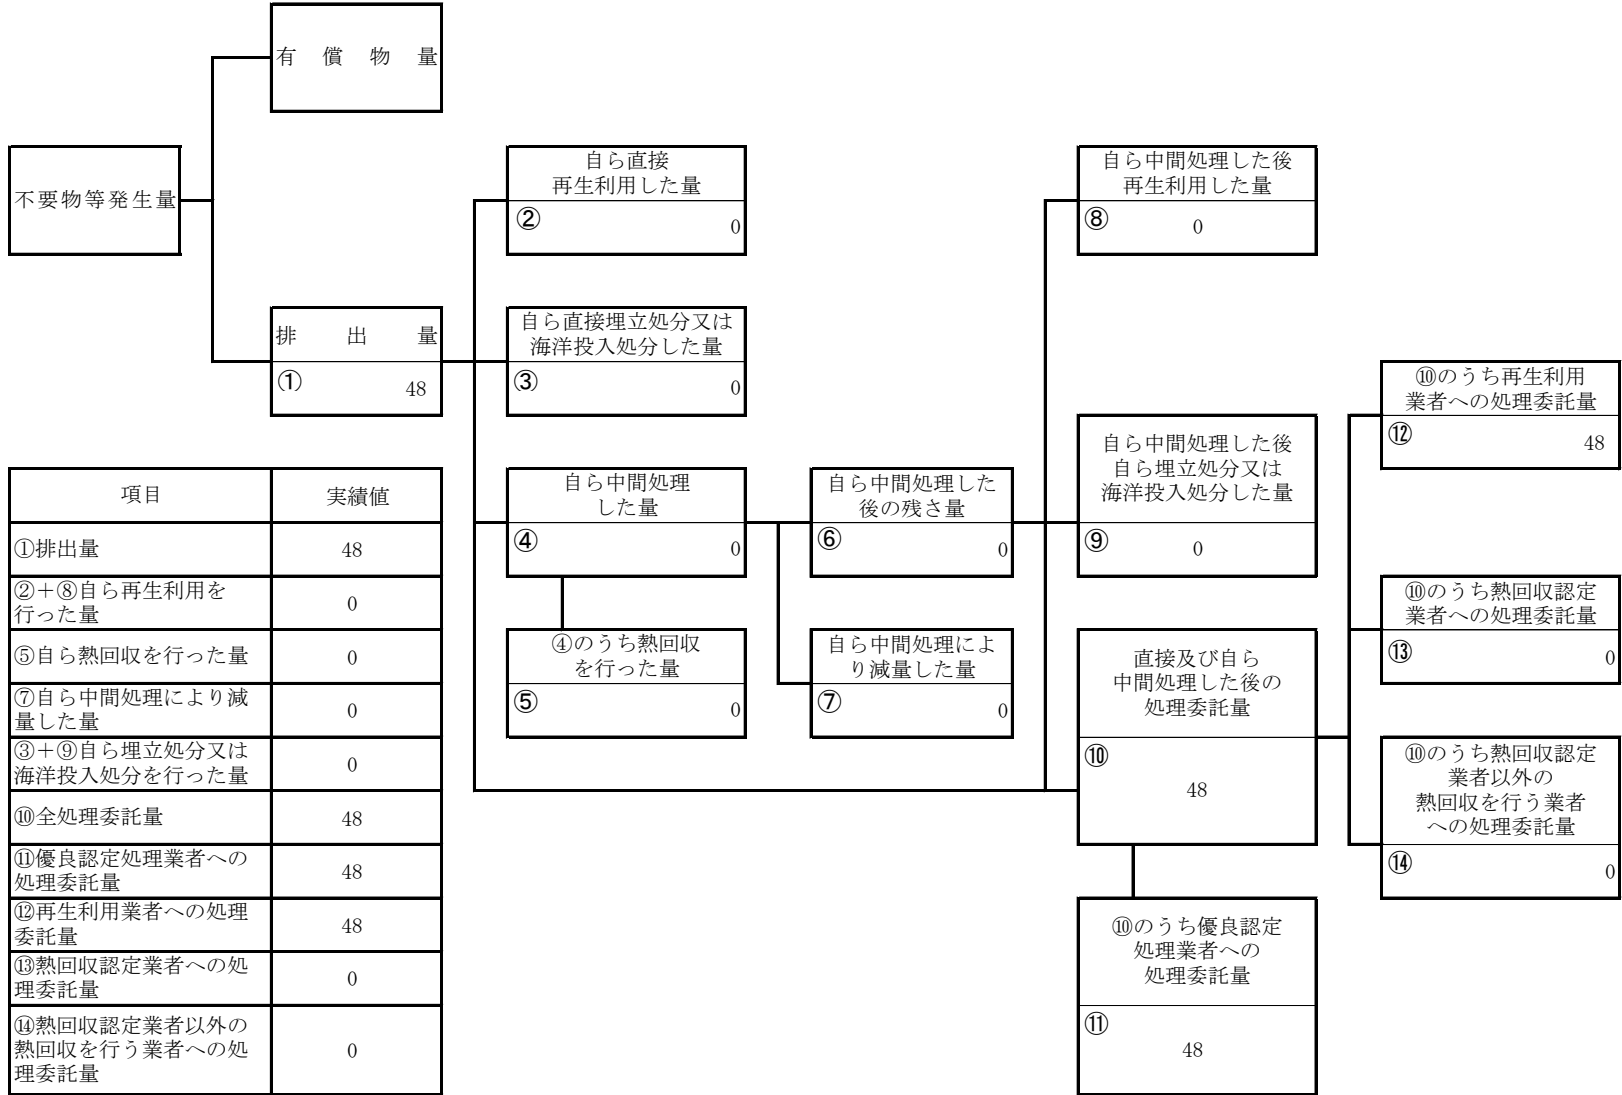 有償物量
不要物等発生量
排出量
① 48
自ら直接
再生利用した量
② 0
自ら直接埋立処分又は
海洋投入処分した量
③ 0
自ら中間処理
した量
④ 0
④のうち熱回収
を行った量
⑤ 0
自ら中間処理した
後の残さ量
⑥ 0
自ら中間処理によ
り減量した量
⑦ 0
自ら中間処理した後
再生利用した量
⑧ 0
自ら中間処理した後
自ら埋立処分又は
海洋投入処分した量
⑨ 0
直接及び自ら
中間処理した後の
処理委託量
⑩
48
⑩のうち優良認定
処理業者への
処理委託量
⑪
48
⑩のうち再生利用
業者への処理委託量
⑫ 48
⑩のうち熱回収認定
業者への処理委託量
⑬ 0
⑩のうち熱回収認定
業者以外の
熱回収を行う業者
への処理委託量
⑭ 0
項目 実績値
①排出量 48
②+⑧自ら再生利用を
行った量 0
⑤自ら熱回収を行った量 0
⑦自ら中間処理により減
量した量 0
③+⑨自ら埋立処分又は
海洋投入処分を行った量 0
⑩全処理委託量 48
⑪優良認定処理業者への
処理委託量 48
⑫再生利用業者への処理
委託量 48
⑬熱回収認定業者への処
理委託量 0
⑭熱回収認定業者以外の
熱回収を行う業者への処 0
理委託量